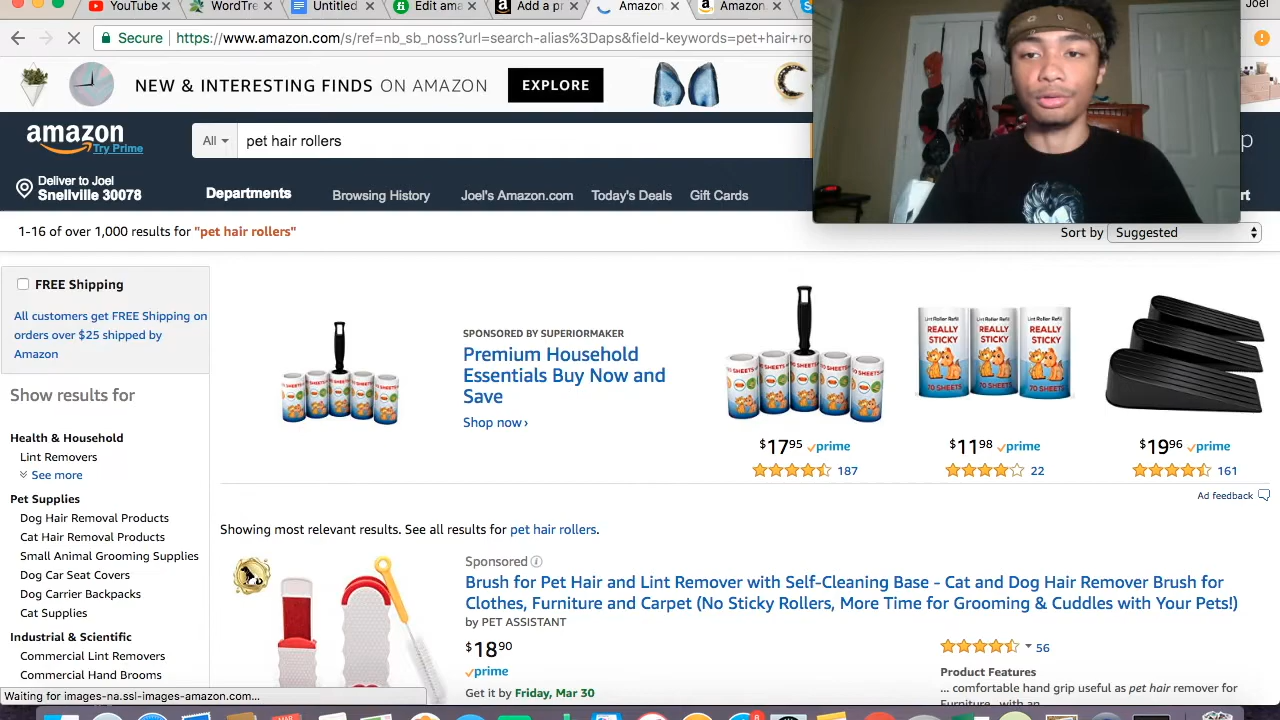 YouTube
WordTre
Untitled
Edit ama
Add a pr
Amazon
Amazon.
Joel
Secure
https://www.amazon.com/s/ref=nb_sb_noss?url=search-alias%3Daps&field-keywords=pet+hair+ro
NEW & INTERESTING FINDS ON AMAZON
EXPLORE
amazon
Try Prime
All
pet hair rollers
Deliver to Joel
Snellville 30078
Departments
Browsing History
Joel's Amazon.com
Today's Deals
Gift Cards
1-16 of over 1,000 results for "pet hair rollers"
Sort by
Suggested
FREE Shipping
All customers get FREE Shipping on
orders over $25 shipped by
Amazon
Show results for
Health & Household
Lint Removers
See more
Pet Supplies
Dog Hair Removal Products
Cat Hair Removal Products
Small Animal Grooming Supplies
Dog Car Seat Covers
Dog Carrier Backpacks
Cat Supplies
Industrial & Scientific
Commercial Lint Removers
Commercial Hand Brooms
SPONSORED BY SUPERIORMAKER
Premium Household
Essentials Buy Now and
Save
Shop now ›
Lint Roller Refill
REALLY
STICKY
70 SHEETS
$17 95 prime
187
$11 98 prime
22
$19 96 prime
161
Ad feedback
Showing most relevant results. See all results for pet hair rollers.
Sponsored
Brush for Pet Hair and Lint Remover with Self-Cleaning Base - Cat and Dog Hair Remover Brush for
Clothes, Furniture and Carpet (No Sticky Rollers, More Time for Grooming & Cuddles with Your Pets!)
by PET ASSISTANT
$18 90
prime
Get it by Friday, Mar 30
56
Product Features
... comfortable hand grip useful as pet hair remover for
Furniture, with an
Waiting for images-na.ssl-images-amazon.com...